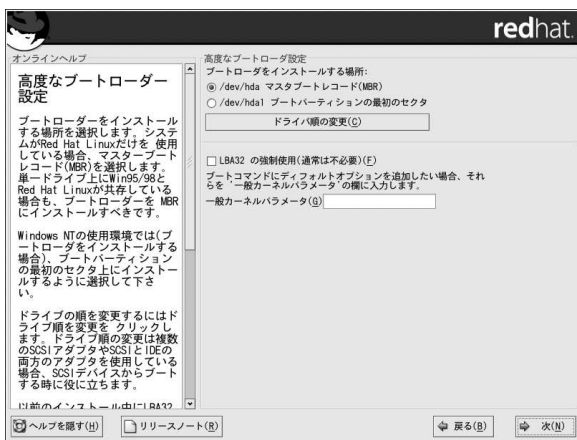 redhat.
オンラインヘルプ
高度なブートローダー
設定
ブートローダーをインストール
する場所を選択します。システ
ムがRed Hat Linuxだけを 使用
している場合、マスターブート
レコード(MBR)を選択します。
単一ドライブ上にWin95/98と
Red Hat Linuxが共存している
場合も、ブートローダーを MBR
にインストールすべきです。
Windows NTの使用環境では(ブ
ートローダをインストールする
場合)、ブートパーティション
の最初のセクタ上にインストー
ルするように選択して下さ
い。
ドライブの順を変更するにはド
ライブ順を変更を クリックし
ます。ドライブ順の変更は複数
のSCSIアダプタやSCSIとIDEの
両方のアダプタを使用している
場合、SCSIデバイスからブート
する時に役に立ちます。
以前のインストール中にLBA32
高度なブートローダ設定
ブートローダをインストールする場所:
/dev/hda マスタブートレコード(MBR)
/dev/hda1 ブートパーティションの最初のセクタ
ドライバ順の変更(C)
LBA32 の強制使用(通常は不必要)(F)
ブートコマンドにディフォルトオプションを追加したい場合、それ
らを '一般カーネルパラメータ'の欄に入力します。
一般カーネルパラメータ(G)
ヘルプを隠す(H)
リリースノート(R)
戻る(B)
次(N)